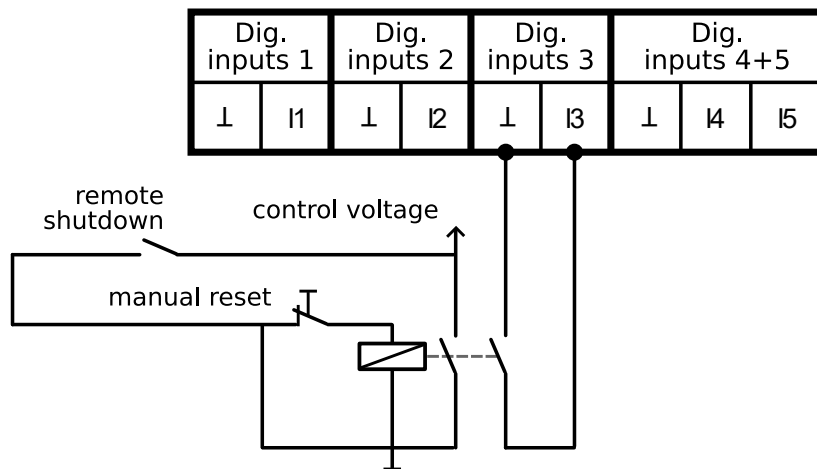 Dig.
inputs 1
Dig.
inputs 2
Dig.
inputs 3
Dig.
inputs 4+5
⊥ I1 ⊥ I2 ⊥ I3 ⊥ I4 I5
remote
shutdown
control voltage
manual reset